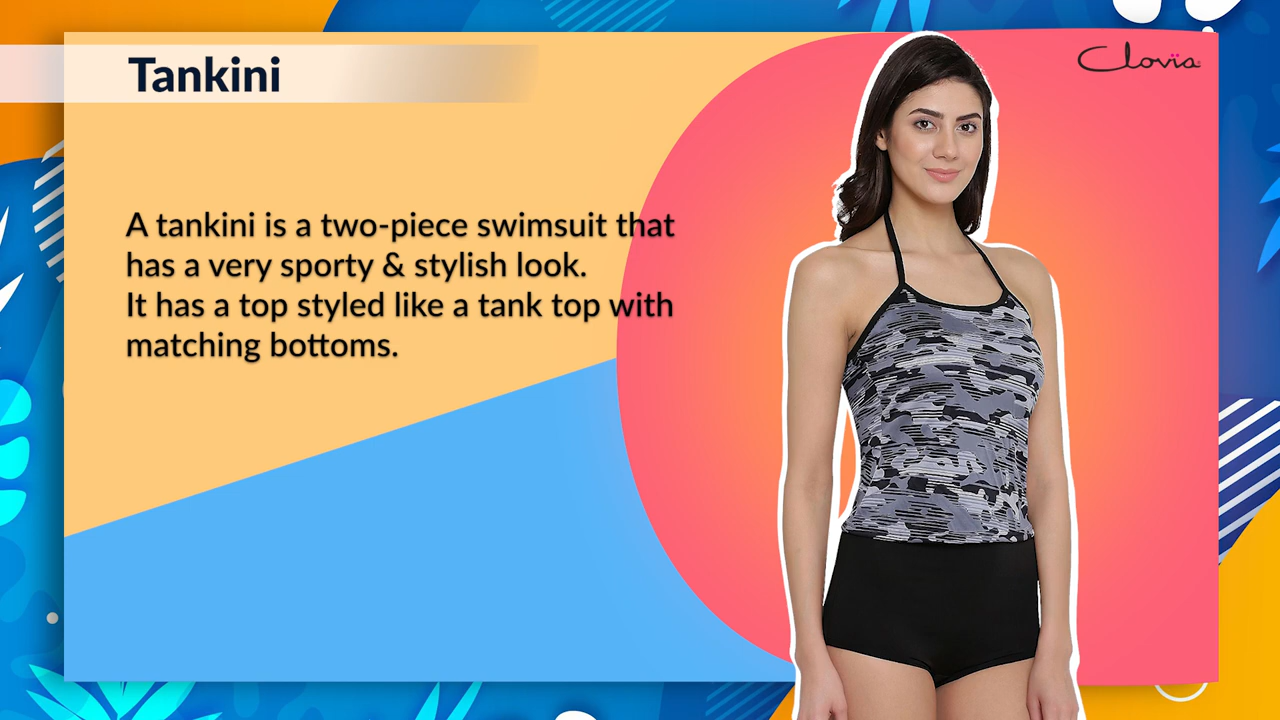 Tankini
Clovia
A tankini is a two-piece swimsuit that
has a very sporty & stylish look.
It has a top styled like a tank top with
matching bottoms.